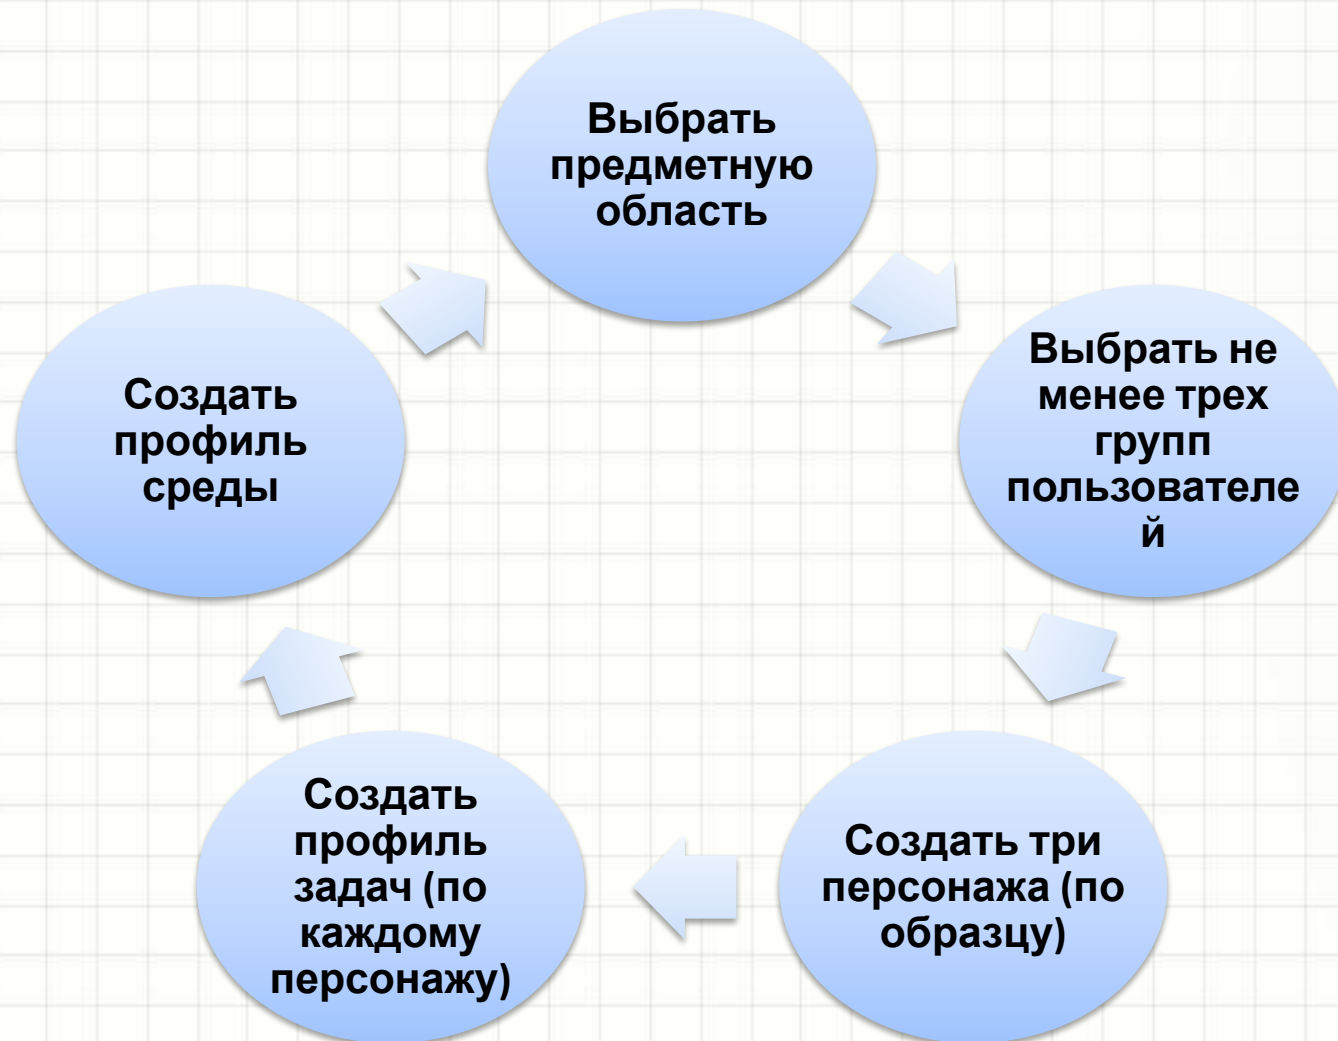 Выбрать
предметную
область
Выбрать не
менее трех
групп
пользователе
й
Создать три
персонажа (по
образцу)
Создать
профиль
задач (по
каждому
персонажу)
Создать
профиль
среды